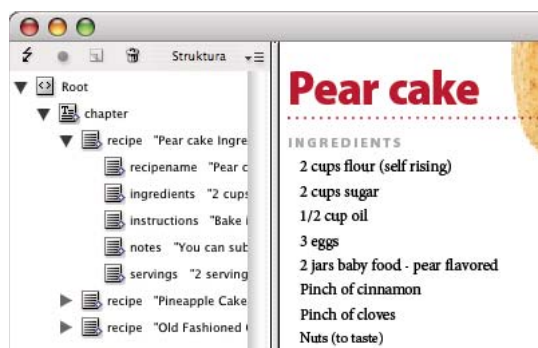 Struktura
Root
chapter
recipe "Pear cake Ingre
recipename "Pear c
ingredients "2 cups
instructions "Bake i
notes "You can sub
servings "2 serving
recipe "Pineapple Cake
recipe "Old Fashioned
Pear cake
INGREDIENTS
2 cups flour (self rising)
2 cups sugar
1/2 cup oil
3 eggs
2 jars baby food - pear flavored
Pinch of cinnamon
Pinch of cloves
Nuts (to taste)